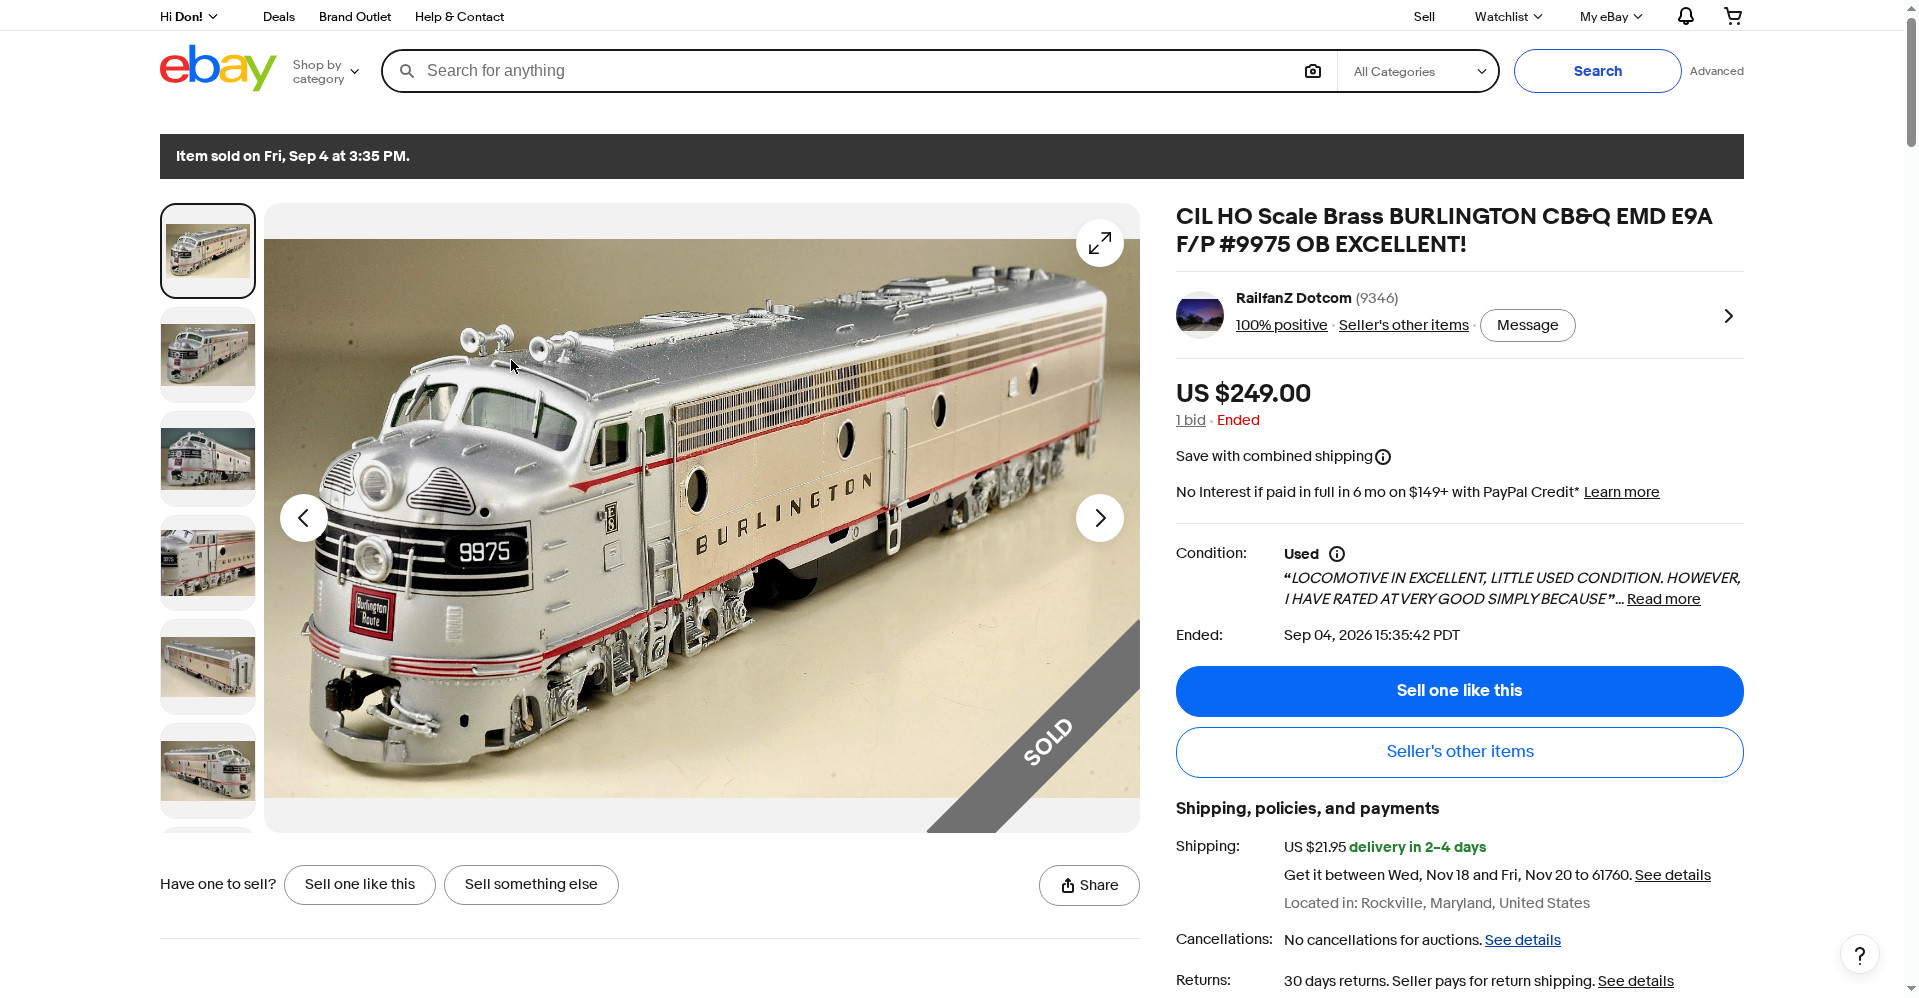 Hi Don!
Deals
Brand Outlet
Help & Contact
Sell
Watchlist
My eBay
ebay
Shop by category
Search for anything
All Categories
Search
Advanced
Item sold on Fri, Sep 4 at 3:35 PM.
9975
Burlington
Route
E8
BURLINGTON
SOLD
CIL HO Scale Brass BURLINGTON CB&Q EMD E9A
F/P #9975 OB EXCELLENT!
RailfanZ Dotcom (9346)
100% positive · Seller's other items · Message
US $249.00
1 bid · Ended
Save with combined shipping
No Interest if paid in full in 6 mo on $149+ with PayPal Credit* Learn more
Condition: Used
“LOCOMOTIVE IN EXCELLENT, LITTLE USED CONDITION. HOWEVER,
I HAVE RATED AT VERY GOOD SIMPLY BECAUSE”... Read more
Ended: Sep 04, 2026 15:35:42 PDT
Sell one like this
Seller's other items
Shipping, policies, and payments
Shipping: US $21.95 delivery in 2–4 days
Get it between Wed, Nov 18 and Fri, Nov 20 to 61760. See details
Located in: Rockville, Maryland, United States
Cancellations: No cancellations for auctions. See details
Returns: 30 days returns. Seller pays for return shipping. See details
Have one to sell? Sell one like this Sell something else
Share
?